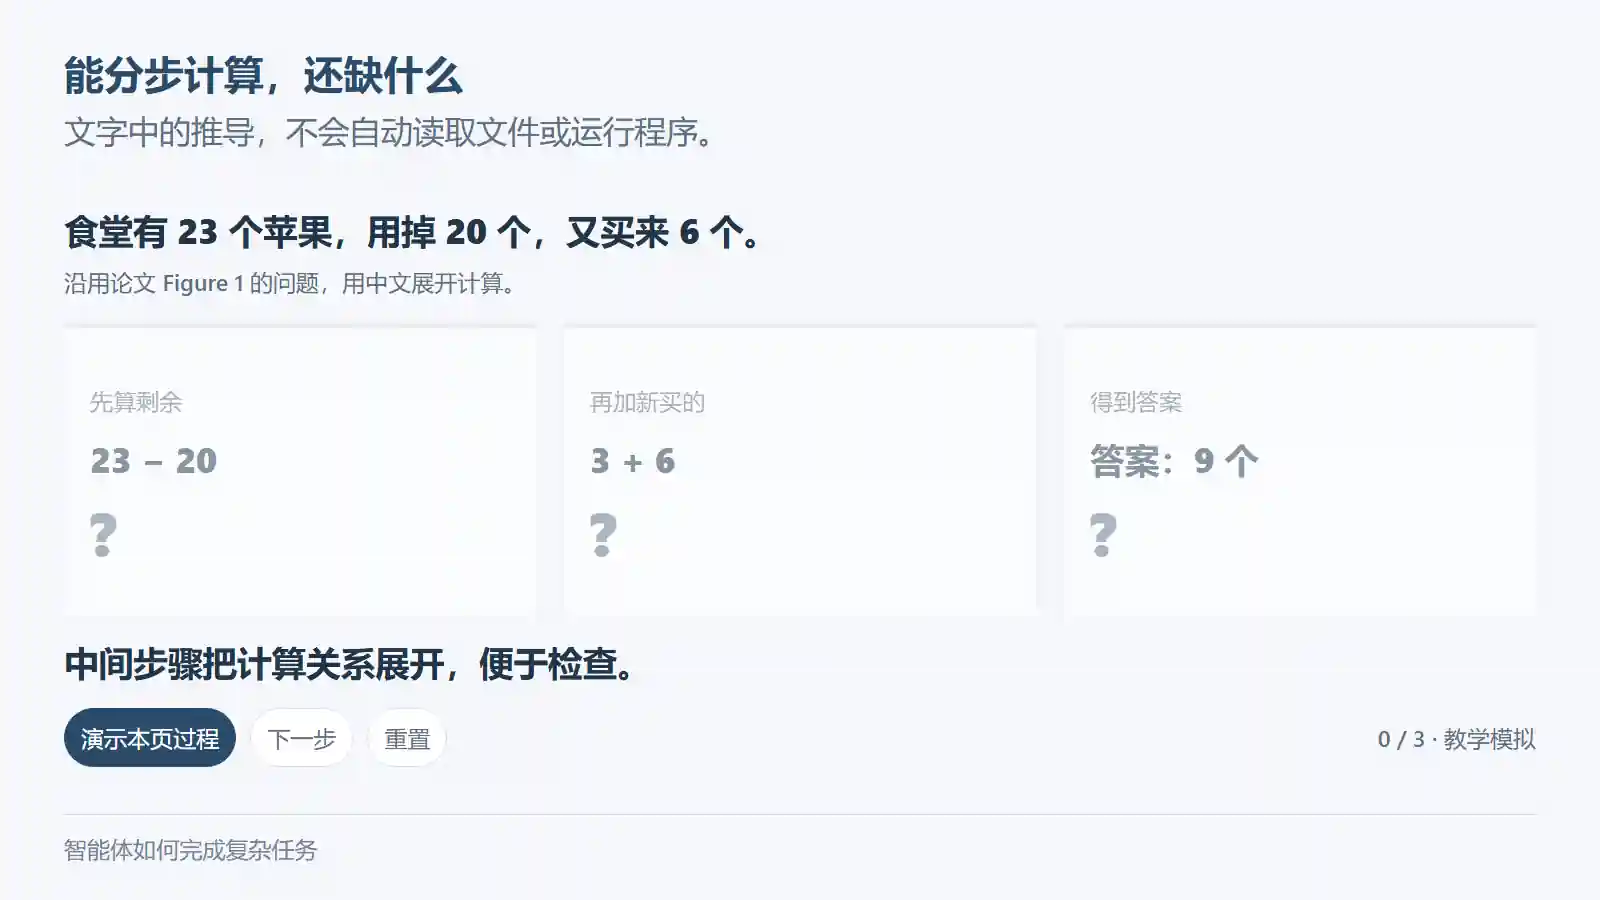 能分步计算，还缺什么
文字中的推导，不会自动读取文件或运行程序。
食堂有 23 个苹果，用掉 20 个，又买来 6 个。
沿用论文 Figure 1 的问题，用中文展开计算。
先算剩余
23 − 20
?
再加新买的
3 + 6
?
得到答案
答案：9 个
?
中间步骤把计算关系展开，便于检查。
演示本页过程
下一步
重置
0 / 3 · 教学模拟
智能体如何完成复杂任务